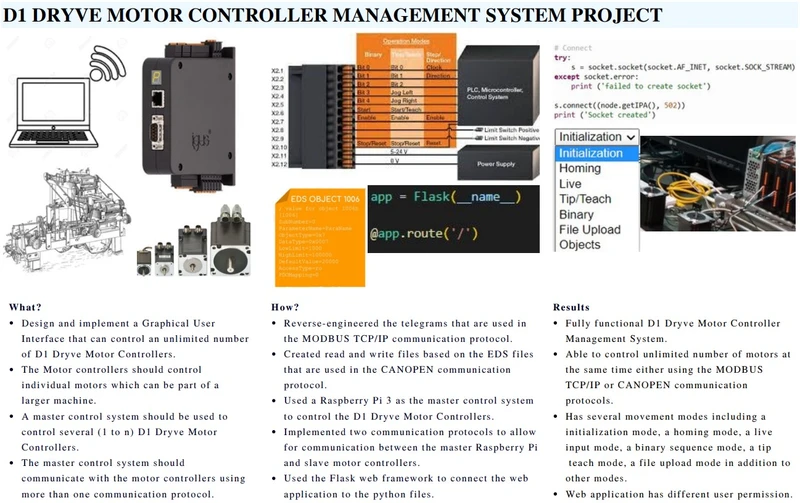 D1 DRYVE MOTOR CONTROLLER MANAGEMENT SYSTEM PROJECT
igus
Operation Modes
Binary
Step/
Direction
X2.1
X2.2
X2.3
X2.4
X2.5
X2.6
X2.7
X2.8
X2.9
X2.10
X2.11
X2.12
Bit 0 Bit 0 Clock
Bit 1 Bit 1 Direction
Bit 2 Bit 2
Bit 3 Jog Left
Bit 4 Jog Right
Start Start/Teach
Enable Enable Enable
Limit Switch Positive
Limit Switch Negative
Stop/Reset Stop/Reset Reset
5-24 V
0 V
PLC, Microcontroller,
Control System
Power Supply
# Connect
try:
s = socket.socket(socket.AF_INET, socket.SOCK_STREAM)
except socket.error:
print ('failed to create socket')
s.connect((node.getIPA(), 502))
print ('Socket created')
Initialization
Initialization
Homing
Live
Tip/Teach
Binary
File Upload
Objects
EDS OBJECT 1006
app = Flask(__name__)
@app.route('/')
What?
• Design and implement a Graphical User
Interface that can control an unlimited number
of D1 Dryve Motor Controllers.
• The Motor controllers should control
individual motors which can be part of a
larger machine.
• A master control system should be used to
control several (1 to n) D1 Dryve Motor
Controllers.
• The master control system should
communicate with the motor controllers using
more than one communication protocol.
How?
• Reverse-engineered the telegrams that are used in
the MODBUS TCP/IP communication protocol.
• Created read and write files based on the EDS files
that are used in the CANOPEN communication
protocol.
• Used a Raspberry Pi 3 as the master control system
to control the D1 Dryve Motor Controllers.
• Implemented two communication protocols to allow
for communication between the master Raspberry Pi
and slave motor controllers.
• Used the Flask web framework to connect the web
application to the python files.
Results
• Fully functional D1 Dryve Motor Controller
Management System.
• Able to control unlimited number of motors at
the same time either using the MODBUS
TCP/IP or CANOPEN communication
protocols.
• Has several movement modes including a
initialization mode, a homing mode, a live
input mode, a binary sequence mode, a tip
teach mode, a file upload mode in addition to
other modes.
• Web application has different user permission.